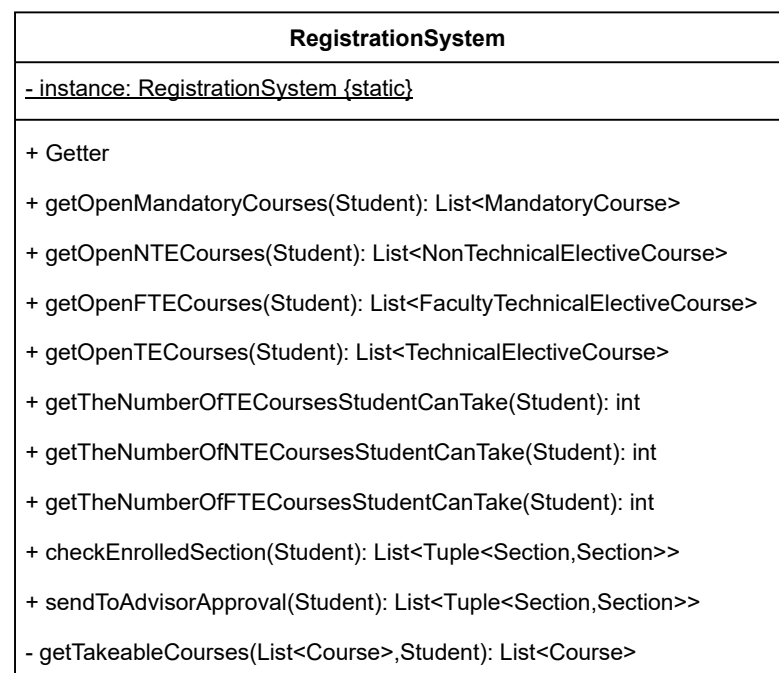 RegistrationSystem
- instance: RegistrationSystem {static}
+ Getter
+ getOpenMandatoryCourses(Student): List<MandatoryCourse>
+ getOpenNTECourses(Student): List<NonTechnicalElectiveCourse>
+ getOpenFTECourses(Student): List<FacultyTechnicalElectiveCourse>
+ getOpenTECourses(Student): List<TechnicalElectiveCourse>
+ getTheNumberOfTECoursesStudentCanTake(Student): int
+ getTheNumberOfNTECoursesStudentCanTake(Student): int
+ getTheNumberOfFTECoursesStudentCanTake(Student): int
+ checkEnrolledSection(Student): List<Tuple<Section,Section>>
+ sendToAdvisorApproval(Student): List<Tuple<Section,Section>>
- getTakeableCourses(List<Course>,Student): List<Course>